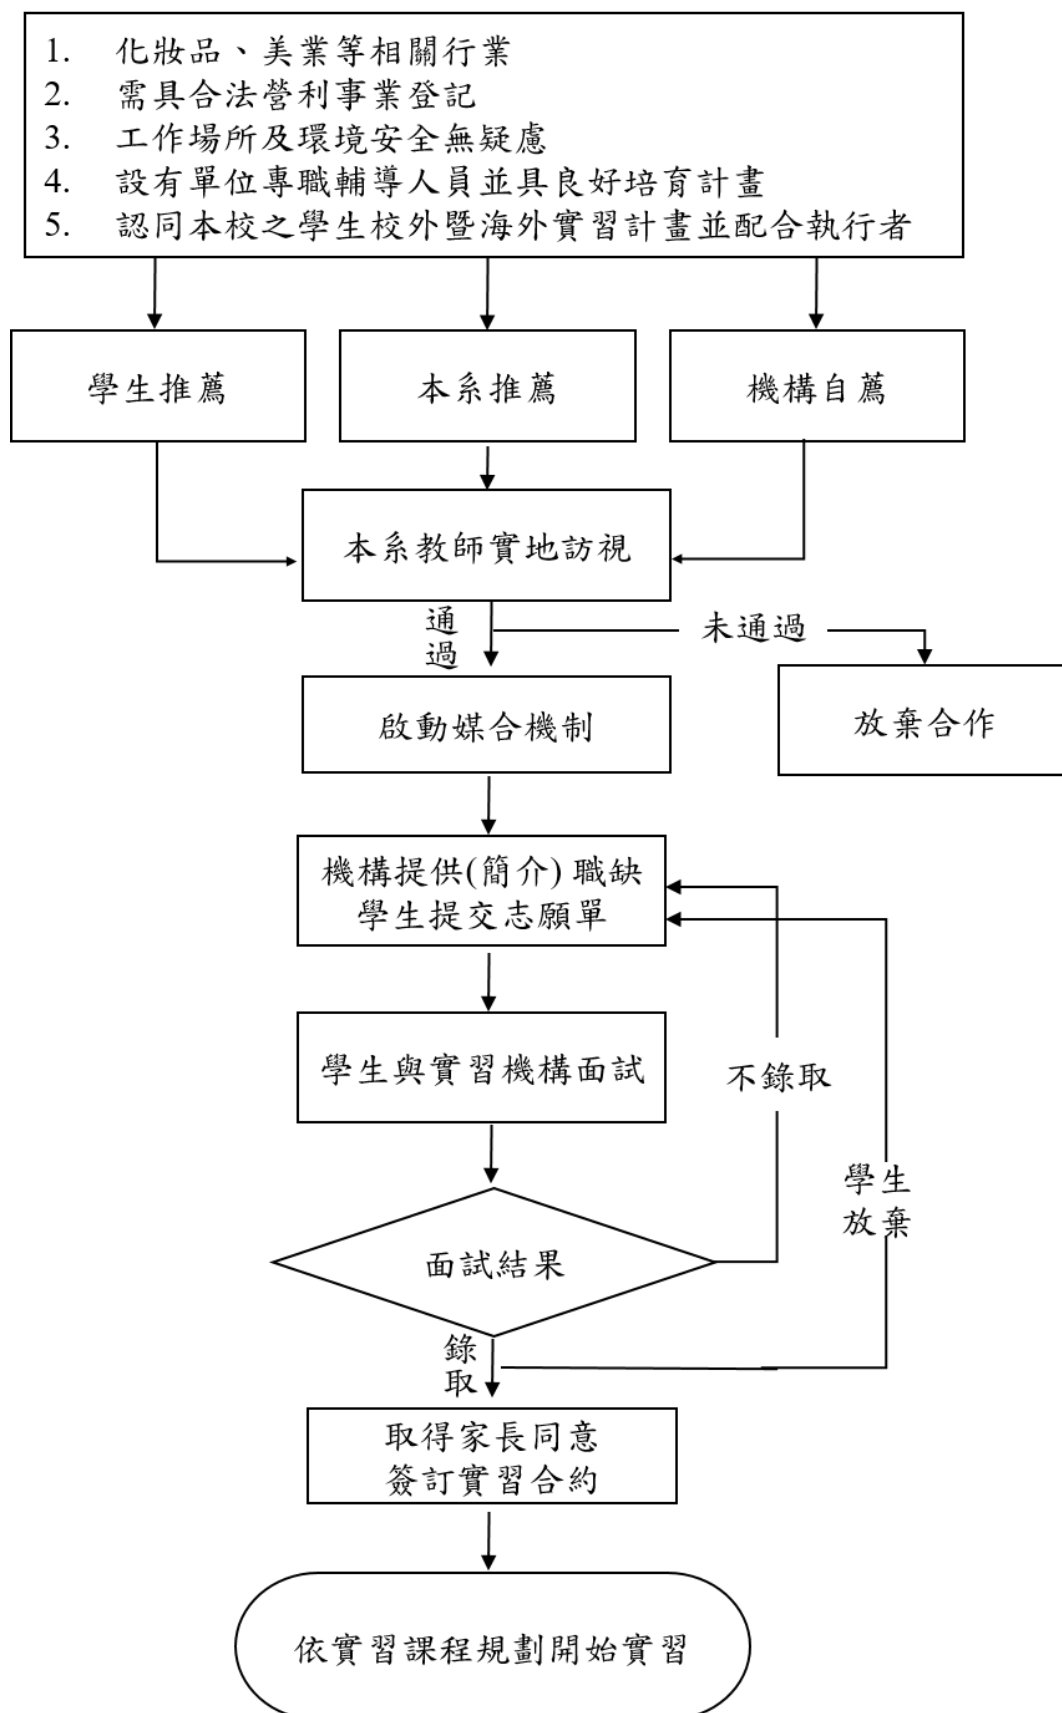 1. 化妝品、美業等相關行業
2. 需具合法營利事業登記
3. 工作場所及環境安全無疑慮
4. 設有單位專職輔導人員並具良好培育計畫
5. 認同本校之學生校外暨海外實習計畫並配合執行者
學生推薦
本系推薦
機構自薦
本系教師實地訪視
通
過
未通過
啟動媒合機制
放棄合作
機構提供(簡介) 職缺
學生提交志願單
學生與實習機構面試
不錄取
學生
放棄
面試結果
錄
取
取得家長同意
簽訂實習合約
依實習課程規劃開始實習